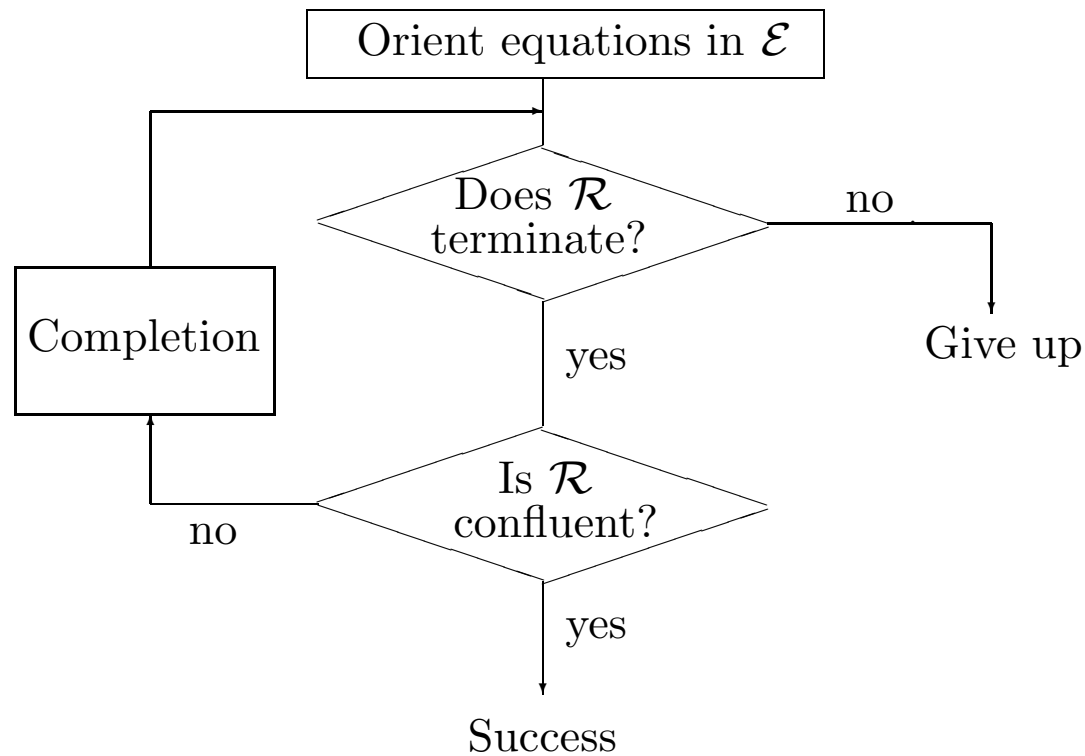 Orient equations in ℰ
Does ℛ
terminate?
no
Completion
yes
Give up
Is ℛ
confluent?
no
yes
Success